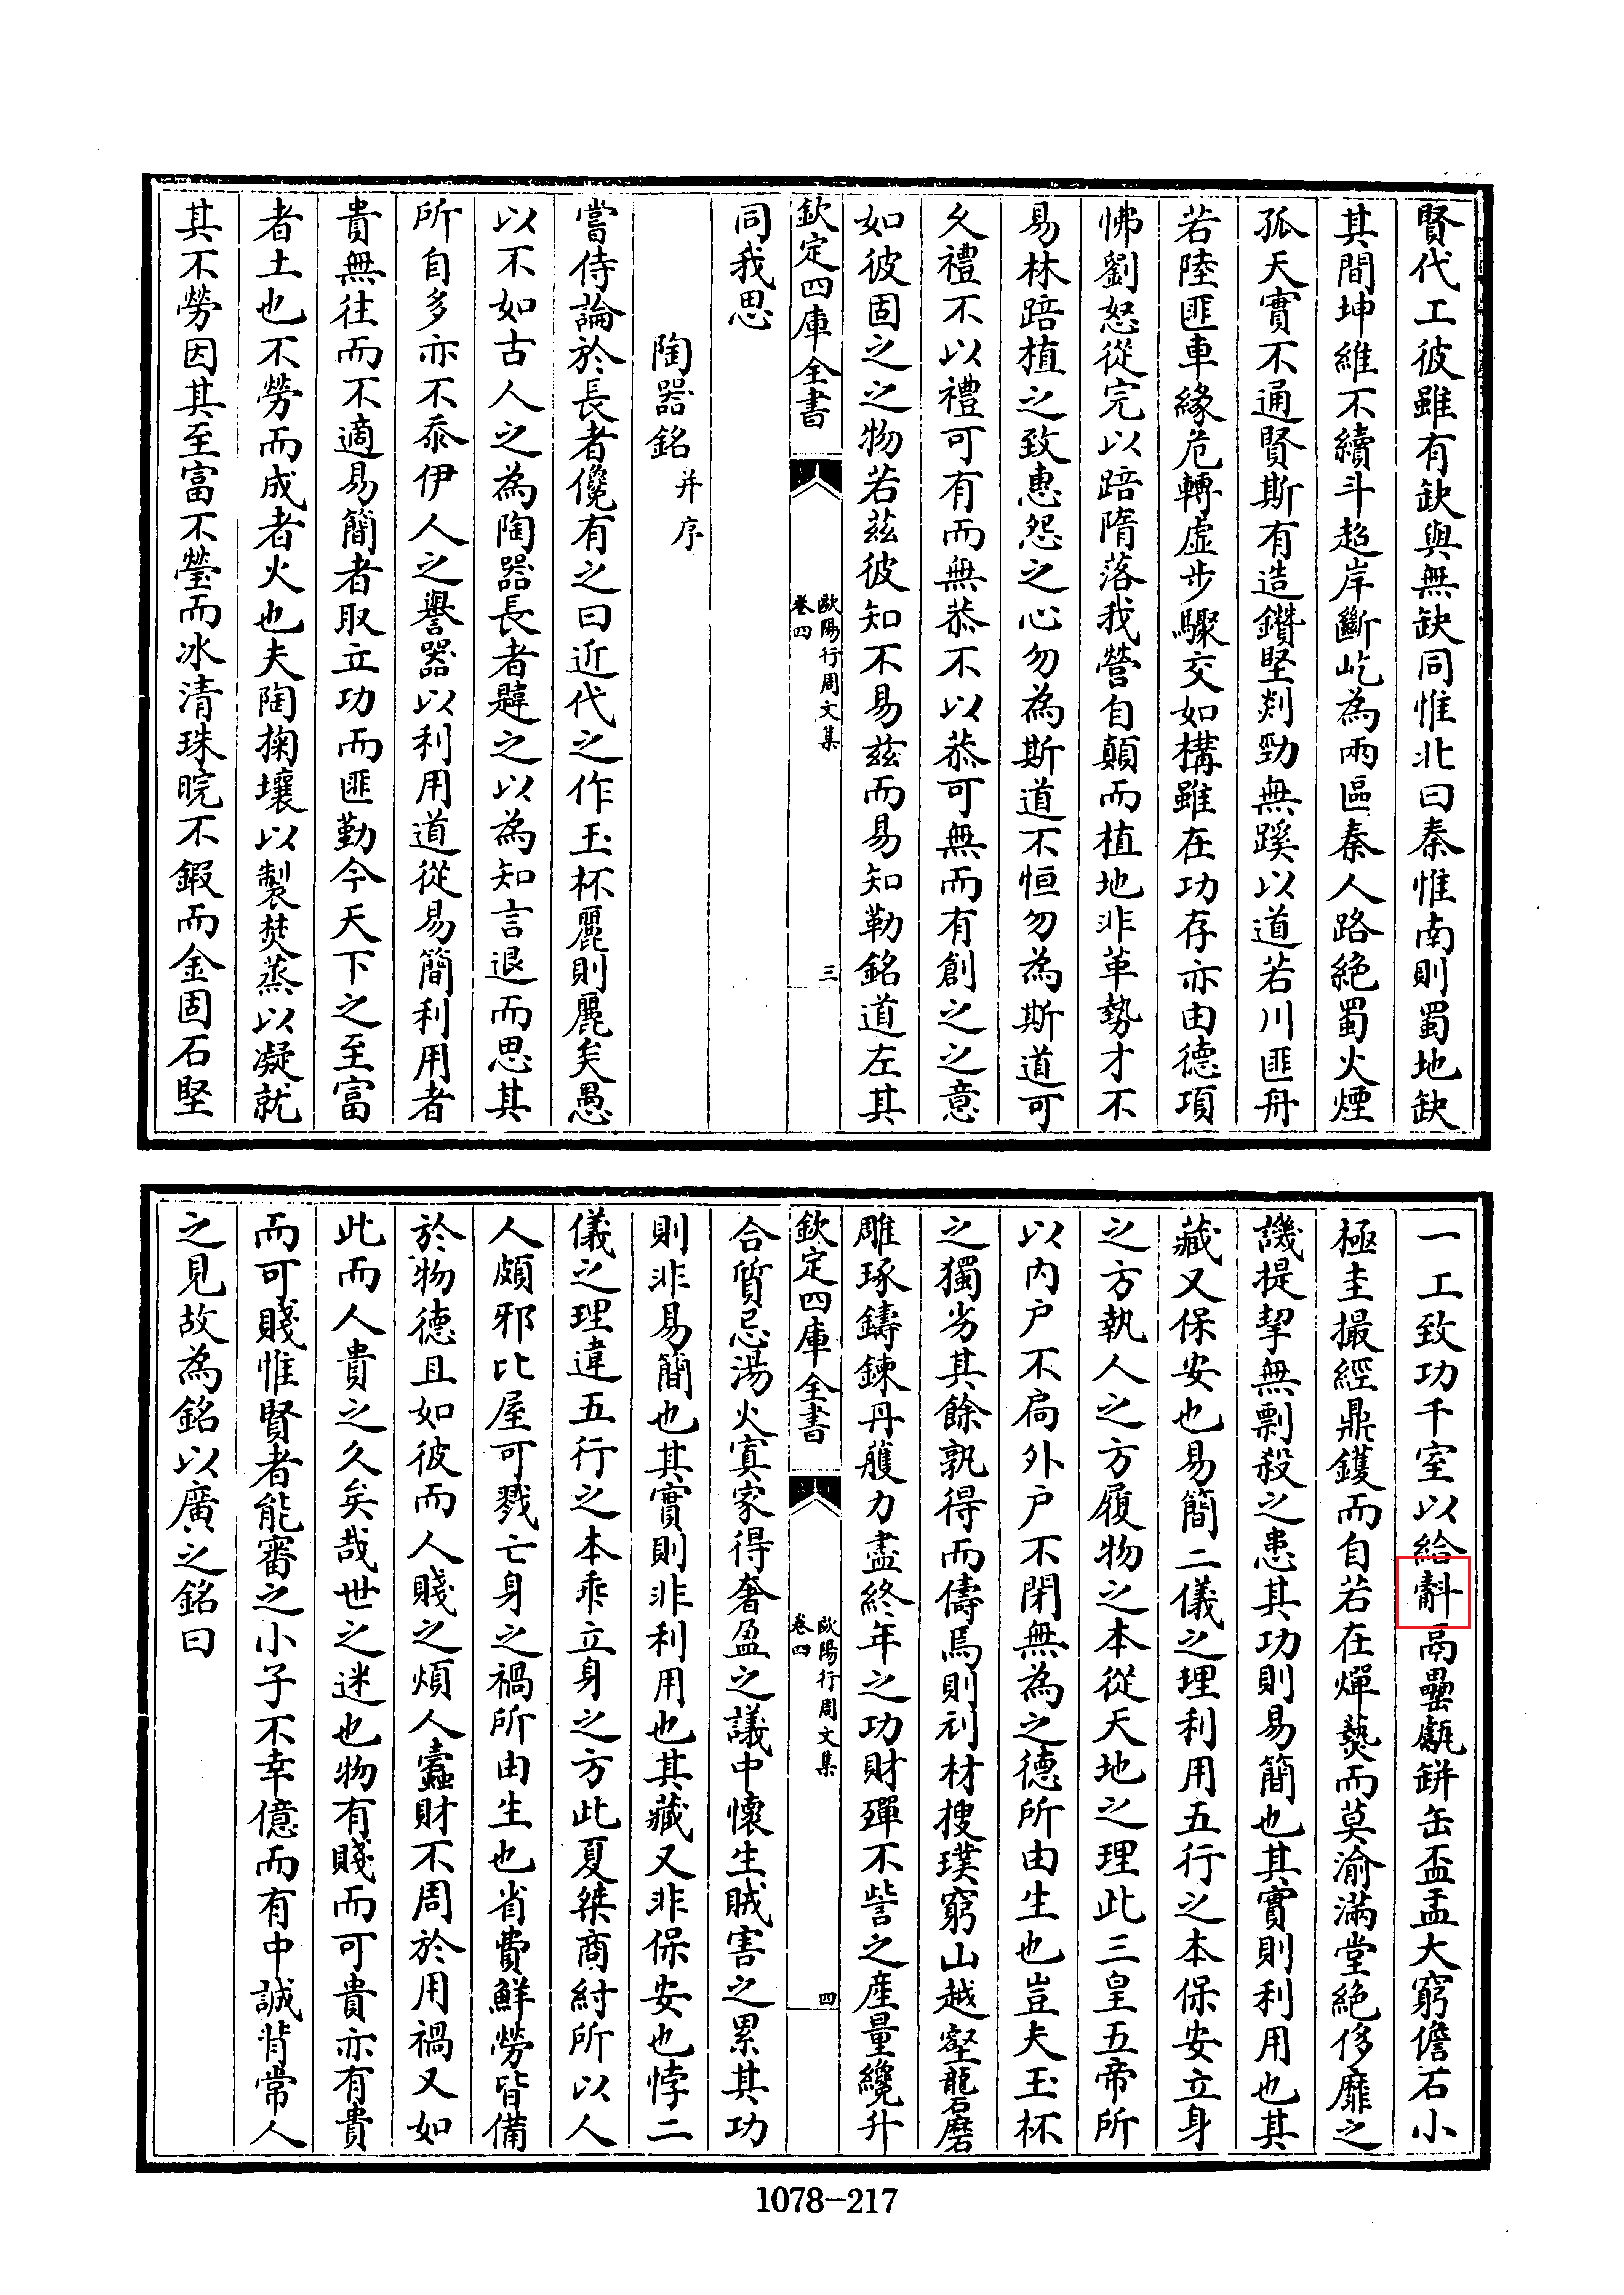 賢代工彼雖有缺與無缺同惟北曰秦惟南則蜀地缺
其間坤維不續斗超岸斷屹為兩區秦人路絶蜀火煙
孤天實不通賢斯有造鑽堅剡勁無蹊以道若川匪舟
若陸匪車緣危轉虛步驟交如構雖在功存亦由德項
怫劉怒從完以踣隋落我營自顛而植地非革勢才不
易林踣植之致惠怨之心勿為斯道不恒勿為斯道可
久禮不以禮可有而無恭不以恭可無而有創之之意
如彼固之之物若茲彼知不易茲而易知勒銘道左其
欽定四庫全書 歐陽行周文集 卷四 三
同我思
陶器銘并序
嘗侍論於長者儳有之曰近代之作玉杯麗則麗矣愚
以不如古人之為陶器長者韙之以為知言退而思其
所自多亦不忝伊人之譽器以利用道從易簡利用者
貴無往而不適易簡者取立功而匪勤今天下之至富
者土也不勞而成者火也夫陶掬壤以製焚蒸以凝就
其不勞因其至富不瑩而冰清珠晥不鍜而金固石堅
一工致功千室以給鬲罍甗缾缶盃盂大窮儋石小
極圭撮經鼎鑊而自若在燀爇而莫渝滿堂絶侈靡之
譏提挈無剽殺之患其功則易簡也其實則利用也其
藏又保安也易簡二儀之理利用五行之本保安立身
之方執人之方履物之本從天地之理此三皇五帝所
以内户不扃外户不閉無為之德所由生也豈夫玉杯
之獨劣其餘孰得而儔焉則刓材搜璞窮山越壑礱磨
雕琢鑄鍊丹雘力盡終年之功財殫不訾之産量纔升
欽定四庫全書 歐陽行周文集 卷四 四
合質忌湯火寘家得奢盈之議中懷生賊害之累其功
則非易簡也其實則非利用也其藏又非保安也悖二
儀之理違五行之本乖立身之方此夏桀商紂所以人
人頗邪比屋可戮亡身之禍所由生也省費鮮勞皆備
於物德且如彼而人賤之煩人蠹財不周於用禍又如
此而人貴之久矣哉世之迷也物有賤而可貴亦有貴
而可賤惟賢者能審之小子不幸億而有中誠背常人
之見故為銘以廣之銘曰
1078-217